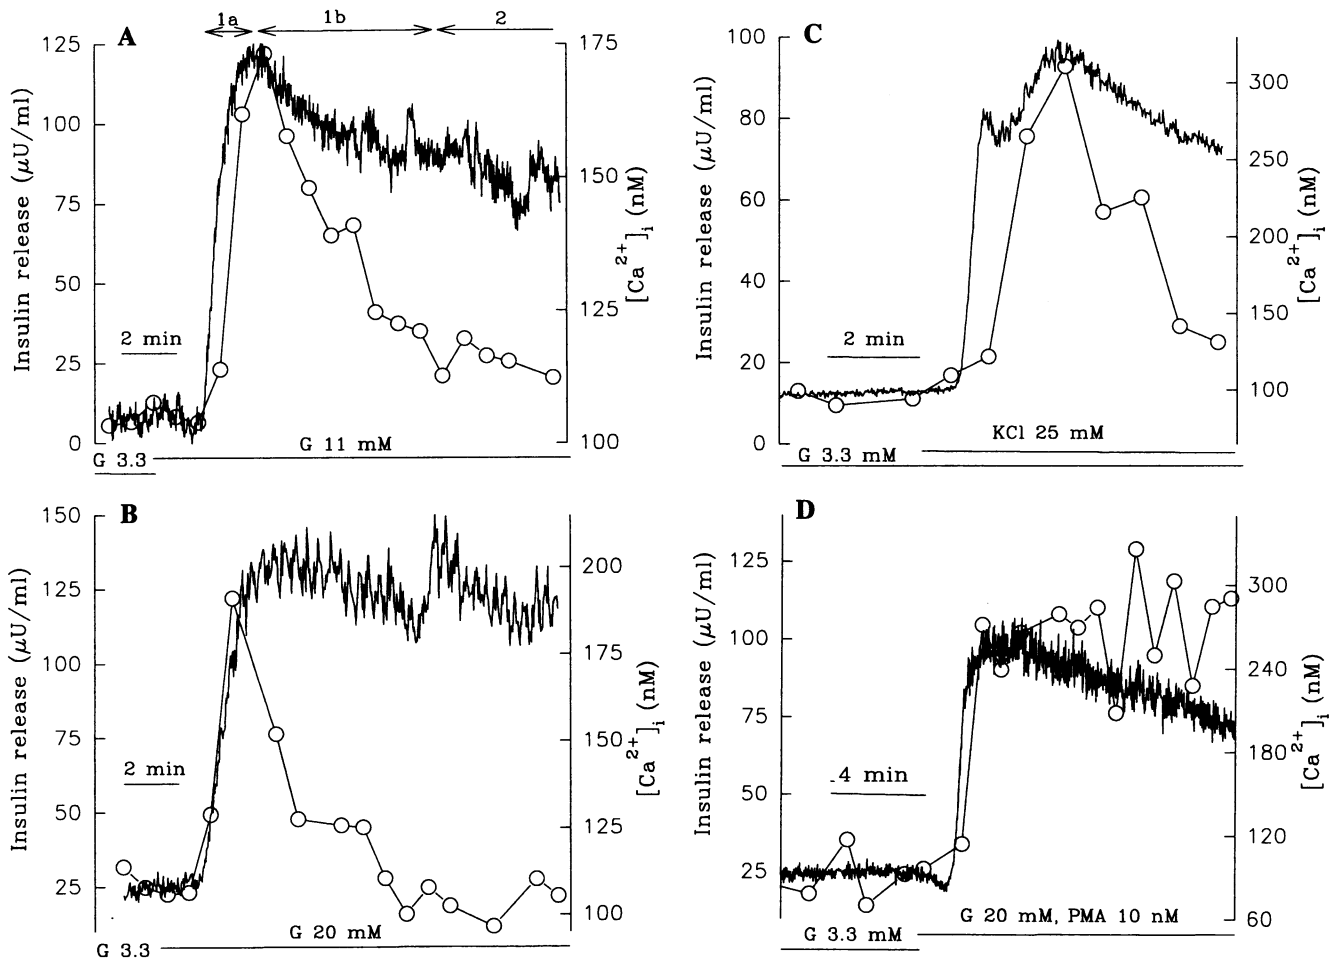 A
1a
1b
2
Insulin release (μU/ml)
125
100
75
50
25
0
175
150
125
100
[Ca2+]i (nM)
2 min
G 11 mM
G 3.3
C
Insulin release (μU/ml)
100
80
60
40
20
0
300
250
200
150
100
[Ca2+]i (nM)
2 min
KCl 25 mM
G 3.3 mM
B
Insulin release (μU/ml)
150
125
100
75
50
25
200
175
150
125
100
[Ca2+]i (nM)
2 min
G 20 mM
G 3.3
D
Insulin release (μU/ml)
125
100
75
50
25
300
240
180
120
60
[Ca2+]i (nM)
4 min
G 20 mM, PMA 10 nM
G 3.3 mM